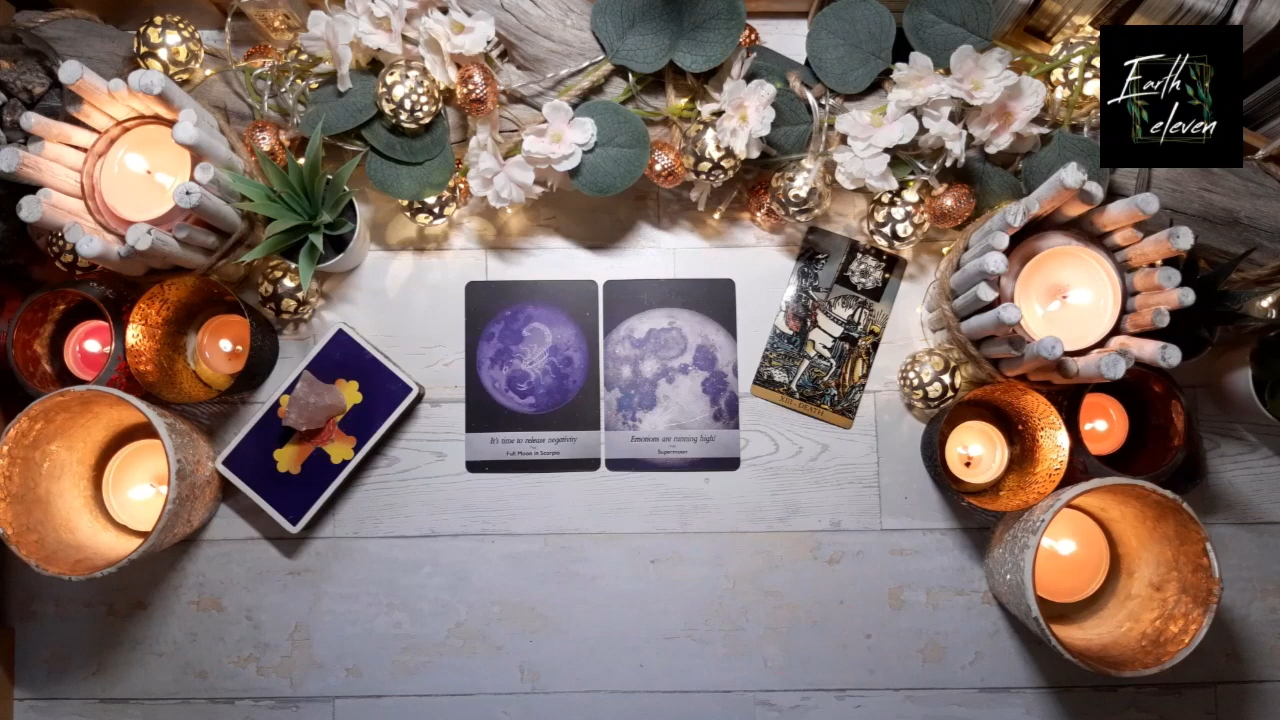 Earth
eleven
It's time to release negativity
Full Moon in Scorpio
Emotions are running high!
Supermoon
XIII • DEATH